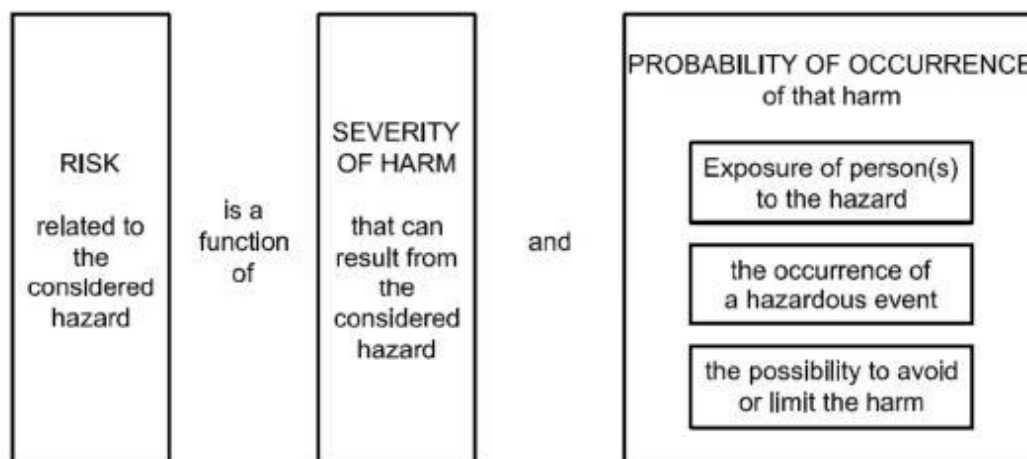 RISK
related to
the
considered
hazard
is a
function
of
SEVERITY
OF HARM
that can
result from
the
considered
hazard
and
PROBABILITY OF OCCURRENCE
of that harm
Exposure of person(s)
to the hazard
the occurrence of
a hazardous event
the possibility to avoid
or limit the harm